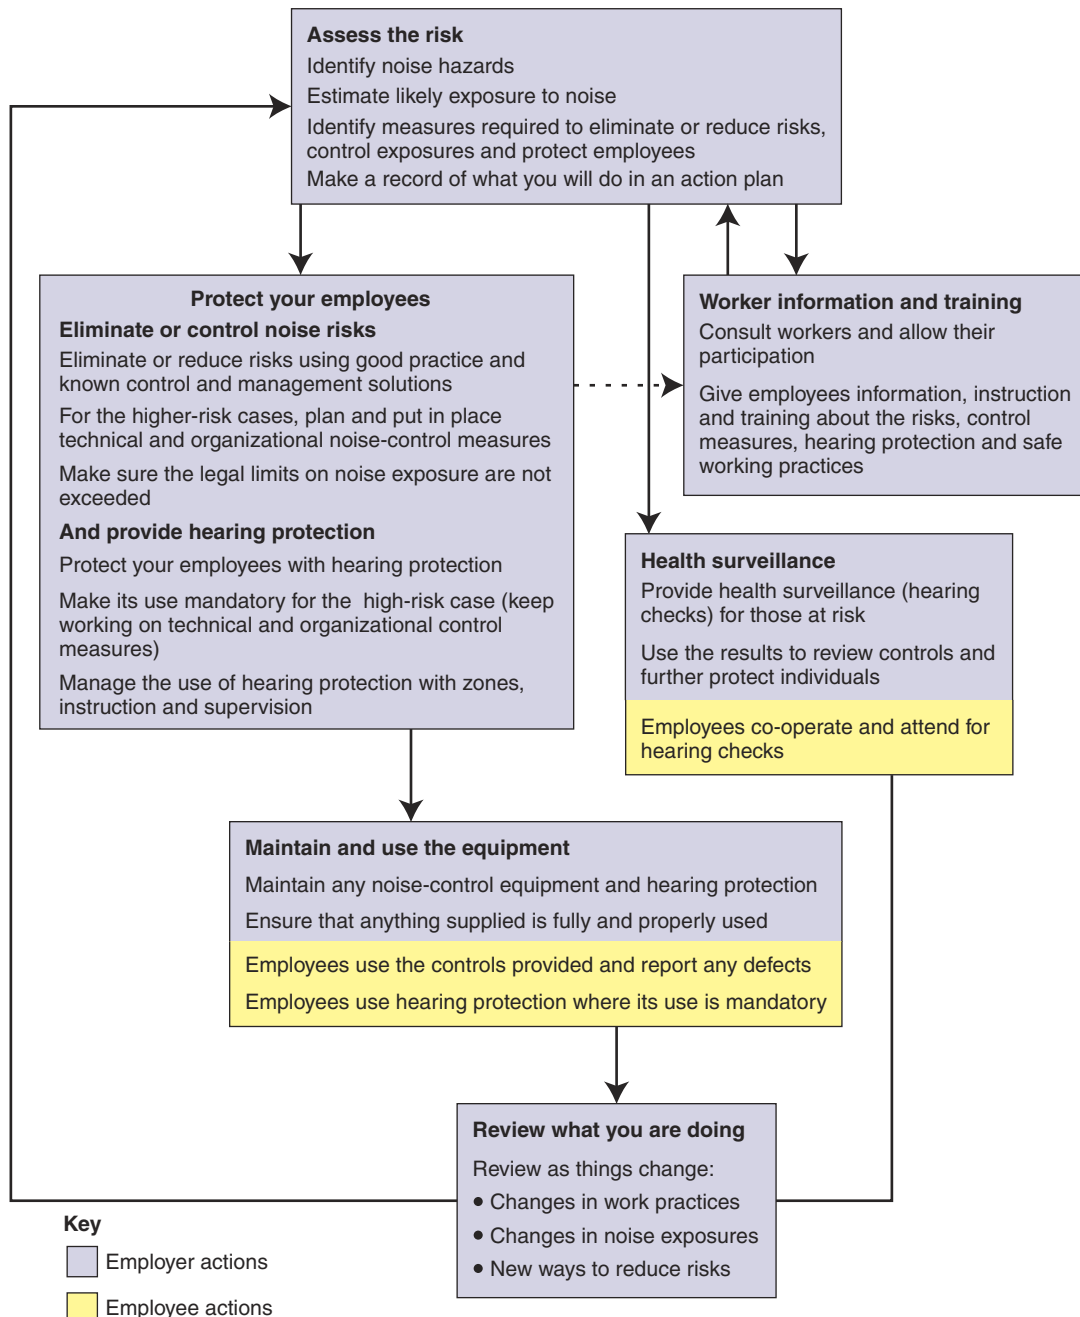 Assess the risk
Identify noise hazards
Estimate likely exposure to noise
Identify measures required to eliminate or reduce risks,
control exposures and protect employees
Make a record of what you will do in an action plan
Protect your employees
Eliminate or control noise risks
Eliminate or reduce risks using good practice and
known control and management solutions
For the higher-risk cases, plan and put in place
technical and organizational noise-control measures
Make sure the legal limits on noise exposure are not
exceeded
And provide hearing protection
Protect your employees with hearing protection
Make its use mandatory for the high-risk case (keep
working on technical and organizational control
measures)
Manage the use of hearing protection with zones,
instruction and supervision
Worker information and training
Consult workers and allow their
participation
Give employees information, instruction
and training about the risks, control
measures, hearing protection and safe
working practices
Health surveillance
Provide health surveillance (hearing
checks) for those at risk
Use the results to review controls and
further protect individuals
Employees co-operate and attend for
hearing checks
Maintain and use the equipment
Maintain any noise-control equipment and hearing protection
Ensure that anything supplied is fully and properly used
Employees use the controls provided and report any defects
Employees use hearing protection where its use is mandatory
Review what you are doing
Review as things change:
• Changes in work practices
• Changes in noise exposures
• New ways to reduce risks
Key
Employer actions
Employee actions